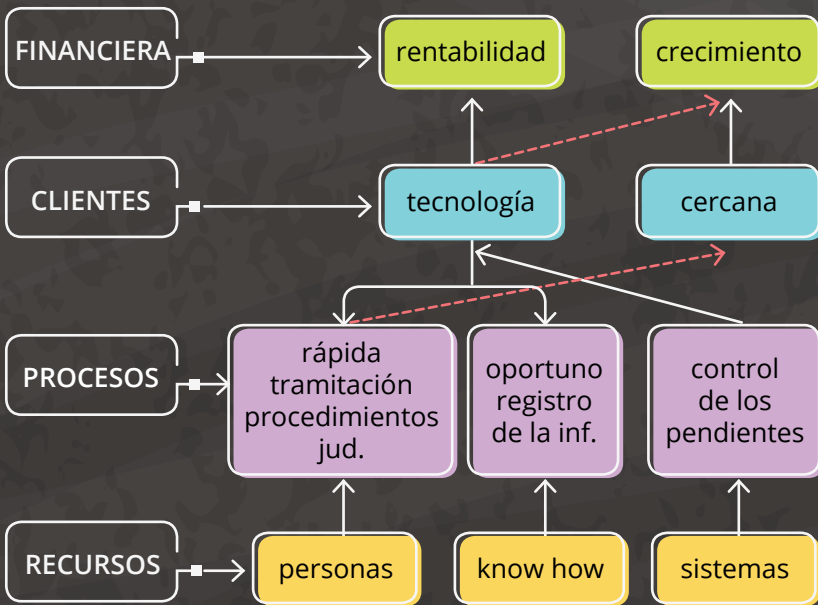 FINANCIERA
rentabilidad
crecimiento
CLIENTES
tecnología
cercana
PROCESOS
rápida
tramitación
procedimientos
jud.
oportuno
registro
de la inf.
control
de los
pendientes
RECURSOS
personas
know how
sistemas